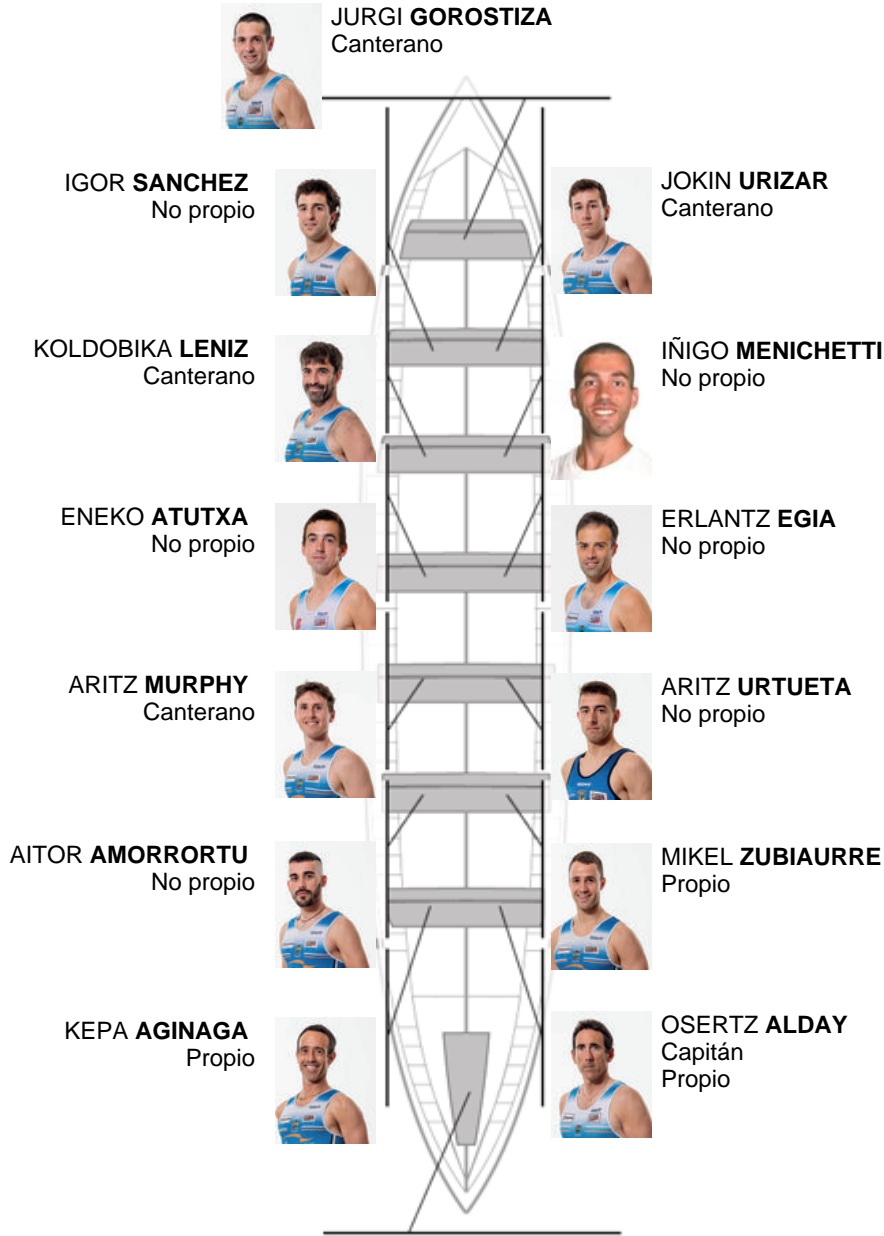 JURGI GOROSTIZA
Canterano
IGOR SANCHEZ
No propio
JOKIN URIZAR
Canterano
KOLDOBIKA LENIZ
Canterano
IÑIGO MENICHETTI
No propio
ENEKO ATUTXA
No propio
ERLANTZ EGIA
No propio
ARITZ MURPHY
Canterano
ARITZ URTUETA
No propio
AITOR AMORRORTU
No propio
MIKEL ZUBIAURRE
Propio
KEPA AGINAGA
Propio
OSERTZ ALDAY
Capitán
Propio